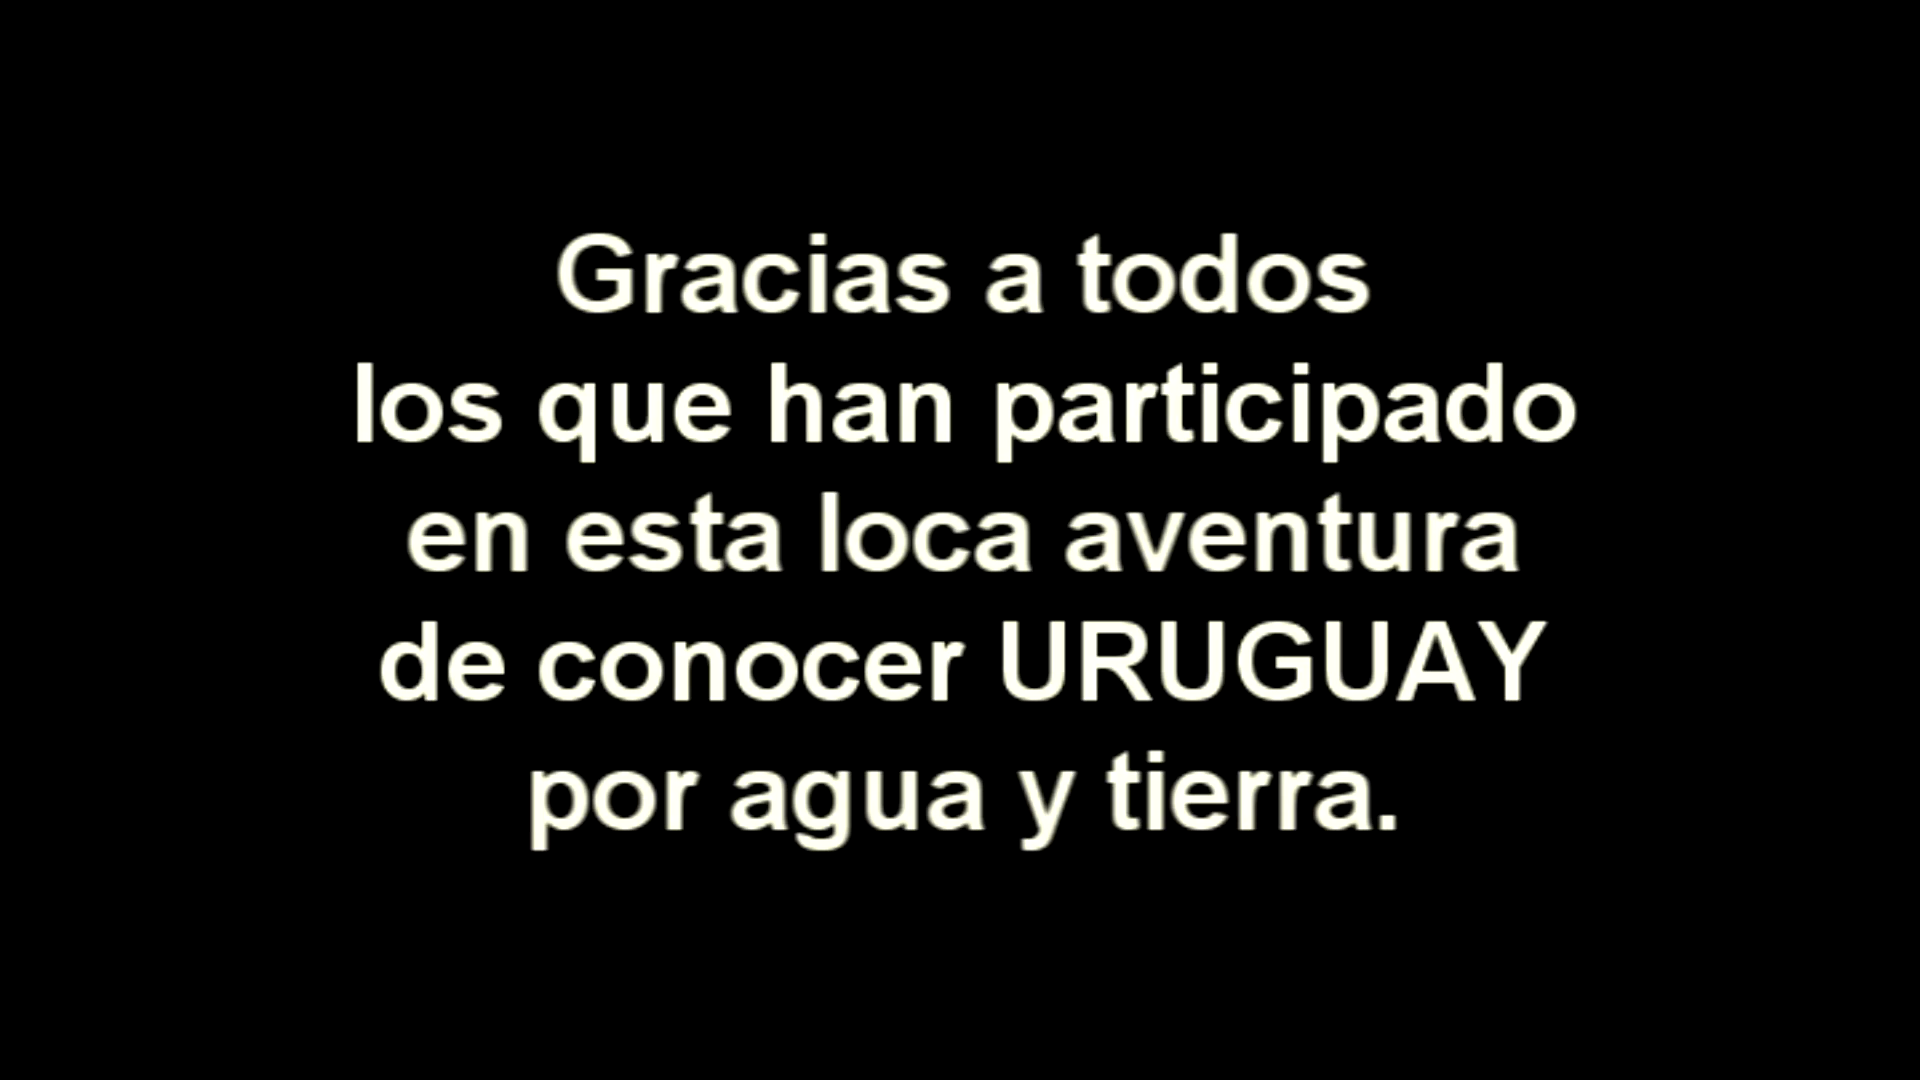 Gracias a todos
los que han participado
en esta loca aventura
de conocer URUGUAY
por agua y tierra.